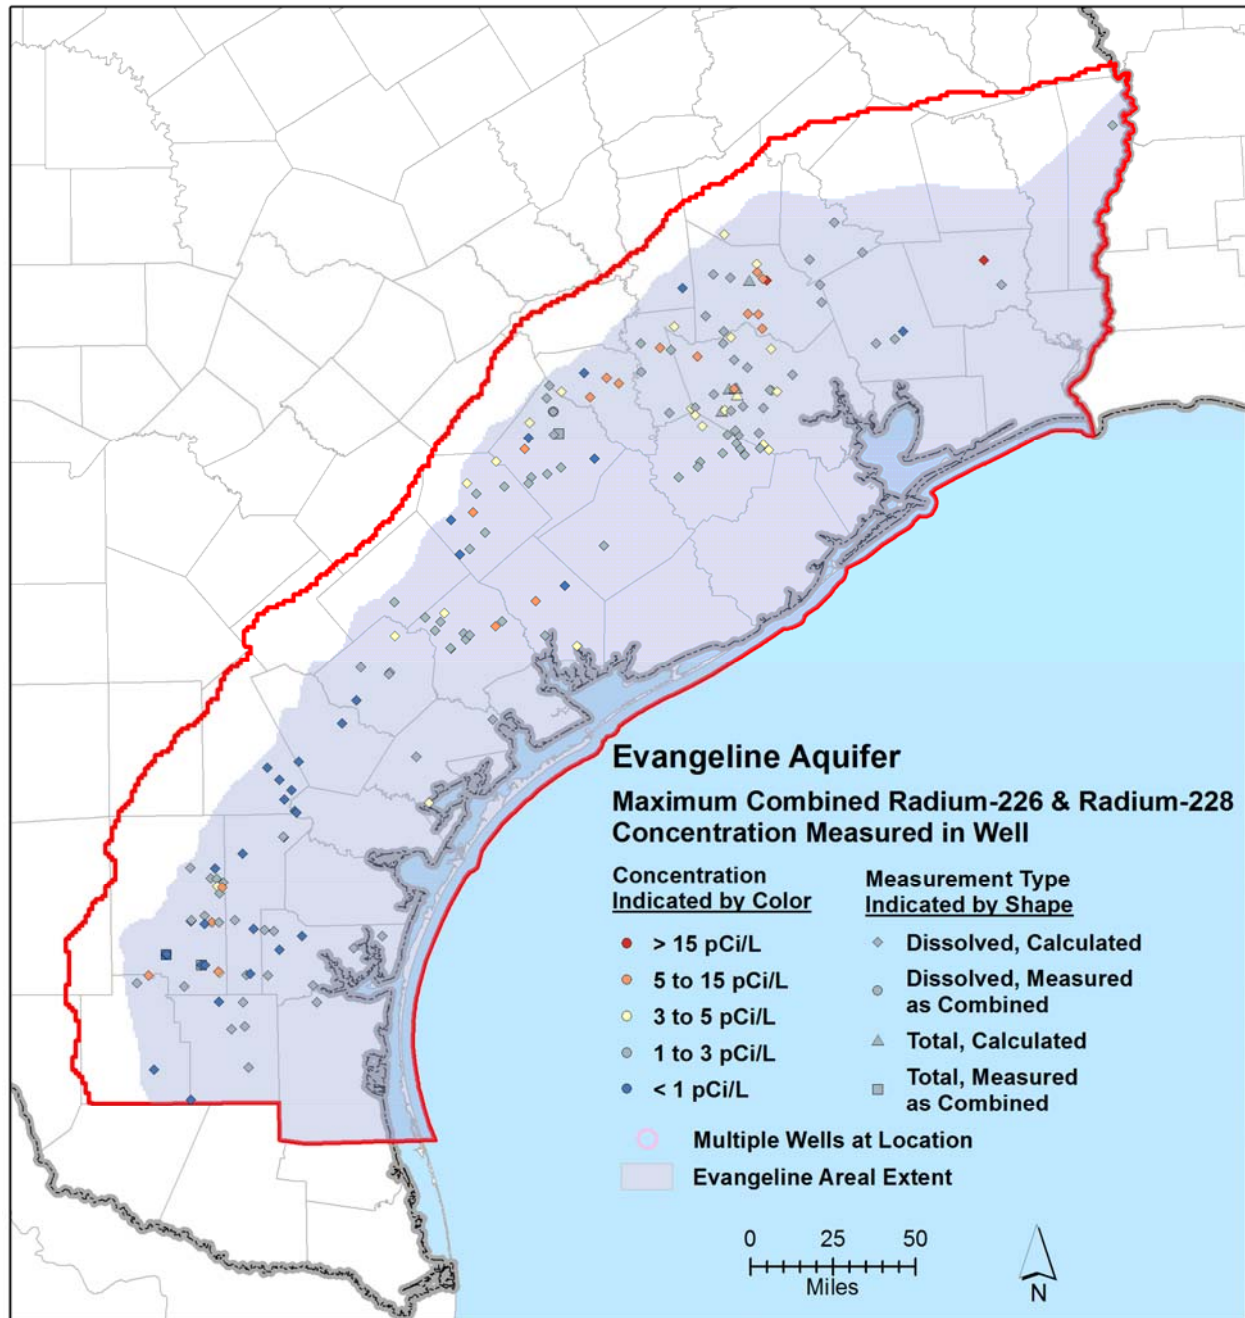 Evangeline Aquifer
Maximum Combined Radium-226 & Radium-228
Concentration Measured in Well
Concentration
Indicated by Color
> 15 pCi/L
5 to 15 pCi/L
3 to 5 pCi/L
1 to 3 pCi/L
< 1 pCi/L
Measurement Type
Indicated by Shape
Dissolved, Calculated
Dissolved, Measured
as Combined
Total, Calculated
Total, Measured
as Combined
Multiple Wells at Location
Evangeline Areal Extent
0 25 50
Miles
N